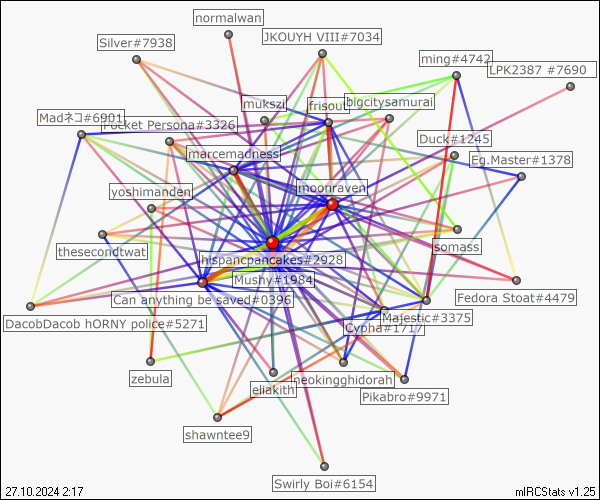 normalwan
Silver#7938
JKOUYH VIII#7034
ming#4742
LPK2387 #7690
mukszi
frisout
bigcitysamurai
Madネコ#6901
Pocket Persona#3326
Duck#1245
marcemadness
Eg.Master#1378
yoshimanden
moonraven
thesecondtwat
somass
hispancpancakes#2928
Mushy#1984
Can anything be saved#0396
Fedora Stoat#4479
DacobDacob hORNY police#5271
Majestic#3375
Cypha#1717
zebula
neokingghidorah
eliakith
Pikabro#9971
shawntee9
Swirly Boi#6154
27.10.2024 2:17
mIRCStats v1.25